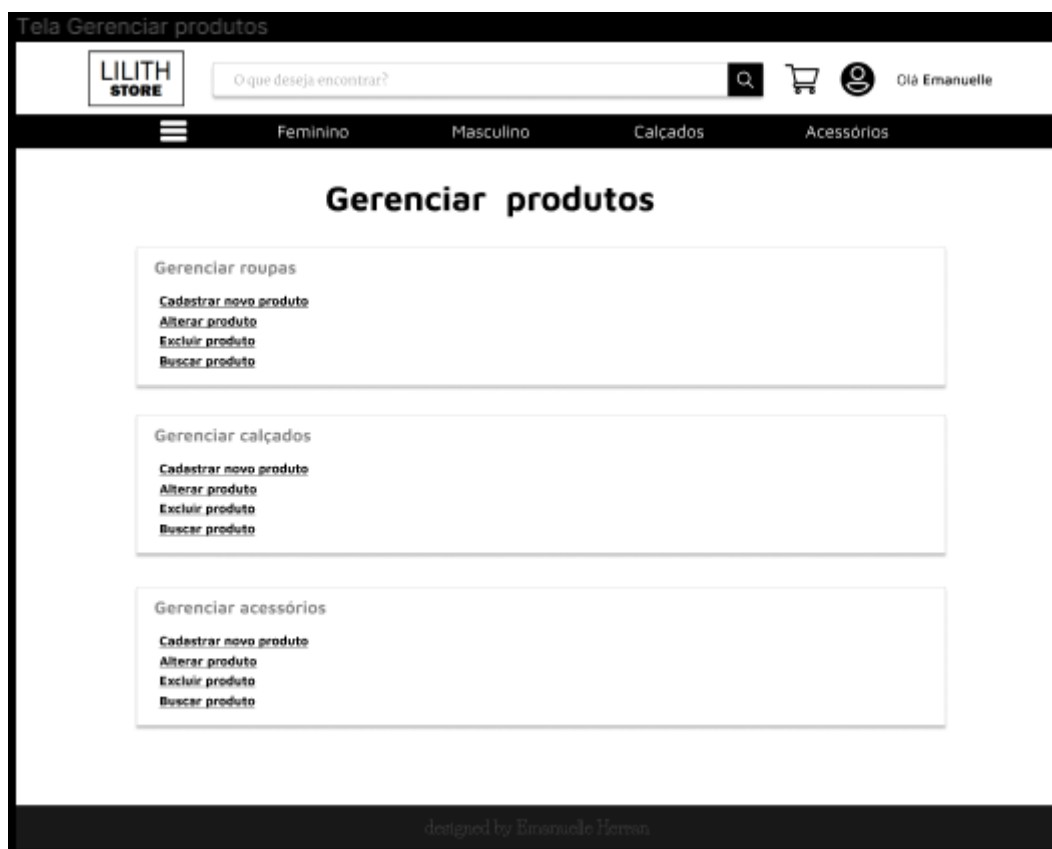 Tela Gerenciar produtos
LILITH
STORE
O que deseja encontrar?
Olá Emanuelle
Feminino Masculino Calçados Acessórios
Gerenciar produtos
Gerenciar roupas
Cadastrar novo produto
Alterar produto
Excluir produto
Buscar produto
Gerenciar calçados
Cadastrar novo produto
Alterar produto
Excluir produto
Buscar produto
Gerenciar acessórios
Cadastrar novo produto
Alterar produto
Excluir produto
Buscar produto
designed by Emanuelle